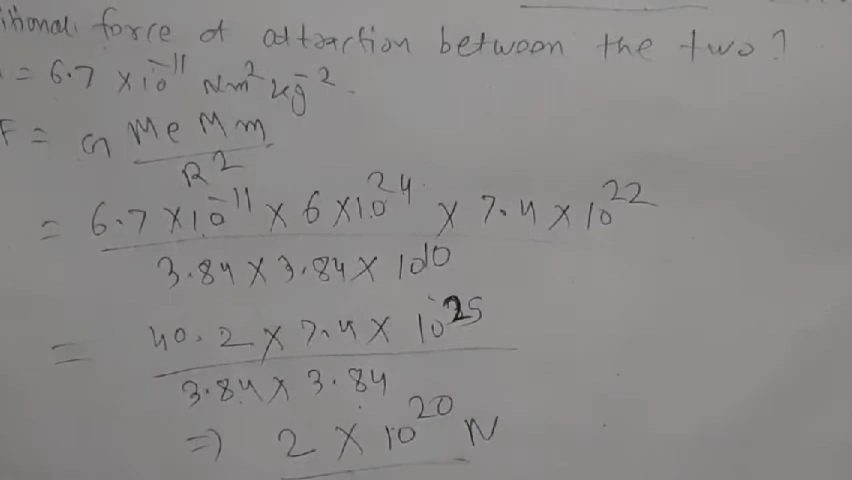 itional force of attraction between the two?
= 6.7 × 10⁻¹¹ Nm² kg⁻².
F = G Me Mm
R²
= 6.7 × 10⁻¹¹ × 6 × 10²⁴ × 7.4 × 10²²
3.84 × 3.84 × 10¹⁰
= 40.2 × 7.4 × 10²⁵
3.84 × 3.84
⇒ 2 × 10²⁰ N